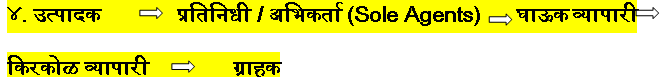 ४. उत्पादक ⇨ प्रतिनिधी / अभिकर्ता (Sole Agents) ⇨ घाऊक व्यापारी ⇨
किरकोळ व्यापारी ⇨ ग्राहक